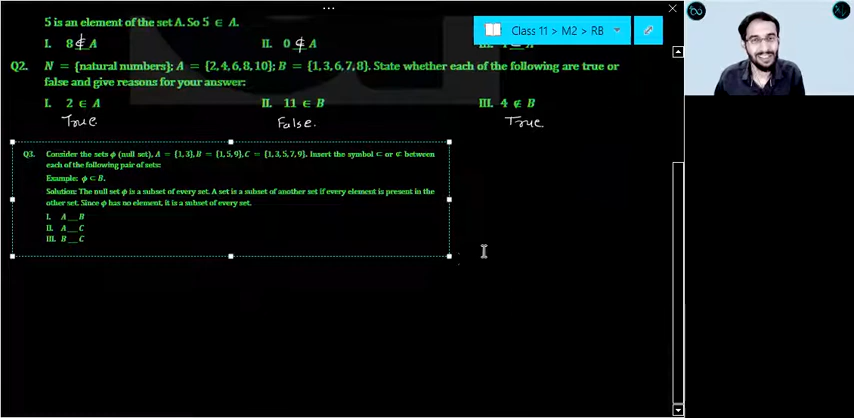 5 is an element of the set A. So 5 ∈ A.
I. 8 ∉ A
II. 0 ∉ A
Class 11 > M2 > RB
Q2. N = {natural numbers}; A = {2,4,6,8,10}; B = {1,3,6,7,8}. State whether each of the following are true or
false and give reasons for your answer:
I. 2 ∈ A
II. 11 ∈ B
III. 4 ∉ B
True.
False.
True.
Q3. Consider the sets ϕ (null set), A = {1,3}, B = {1,5,9}, C = {1,3,5,7,9}. Insert the symbol ⊂ or ⊄ between
each of the following pair of sets:
Example: ϕ ⊂ B.
Solution: The null set ϕ is a subset of every set. A set is a subset of another set if every element is present in the
other set. Since ϕ has no element, it is a subset of every set.
I. A __ B
II. A __ C
III. B __ C